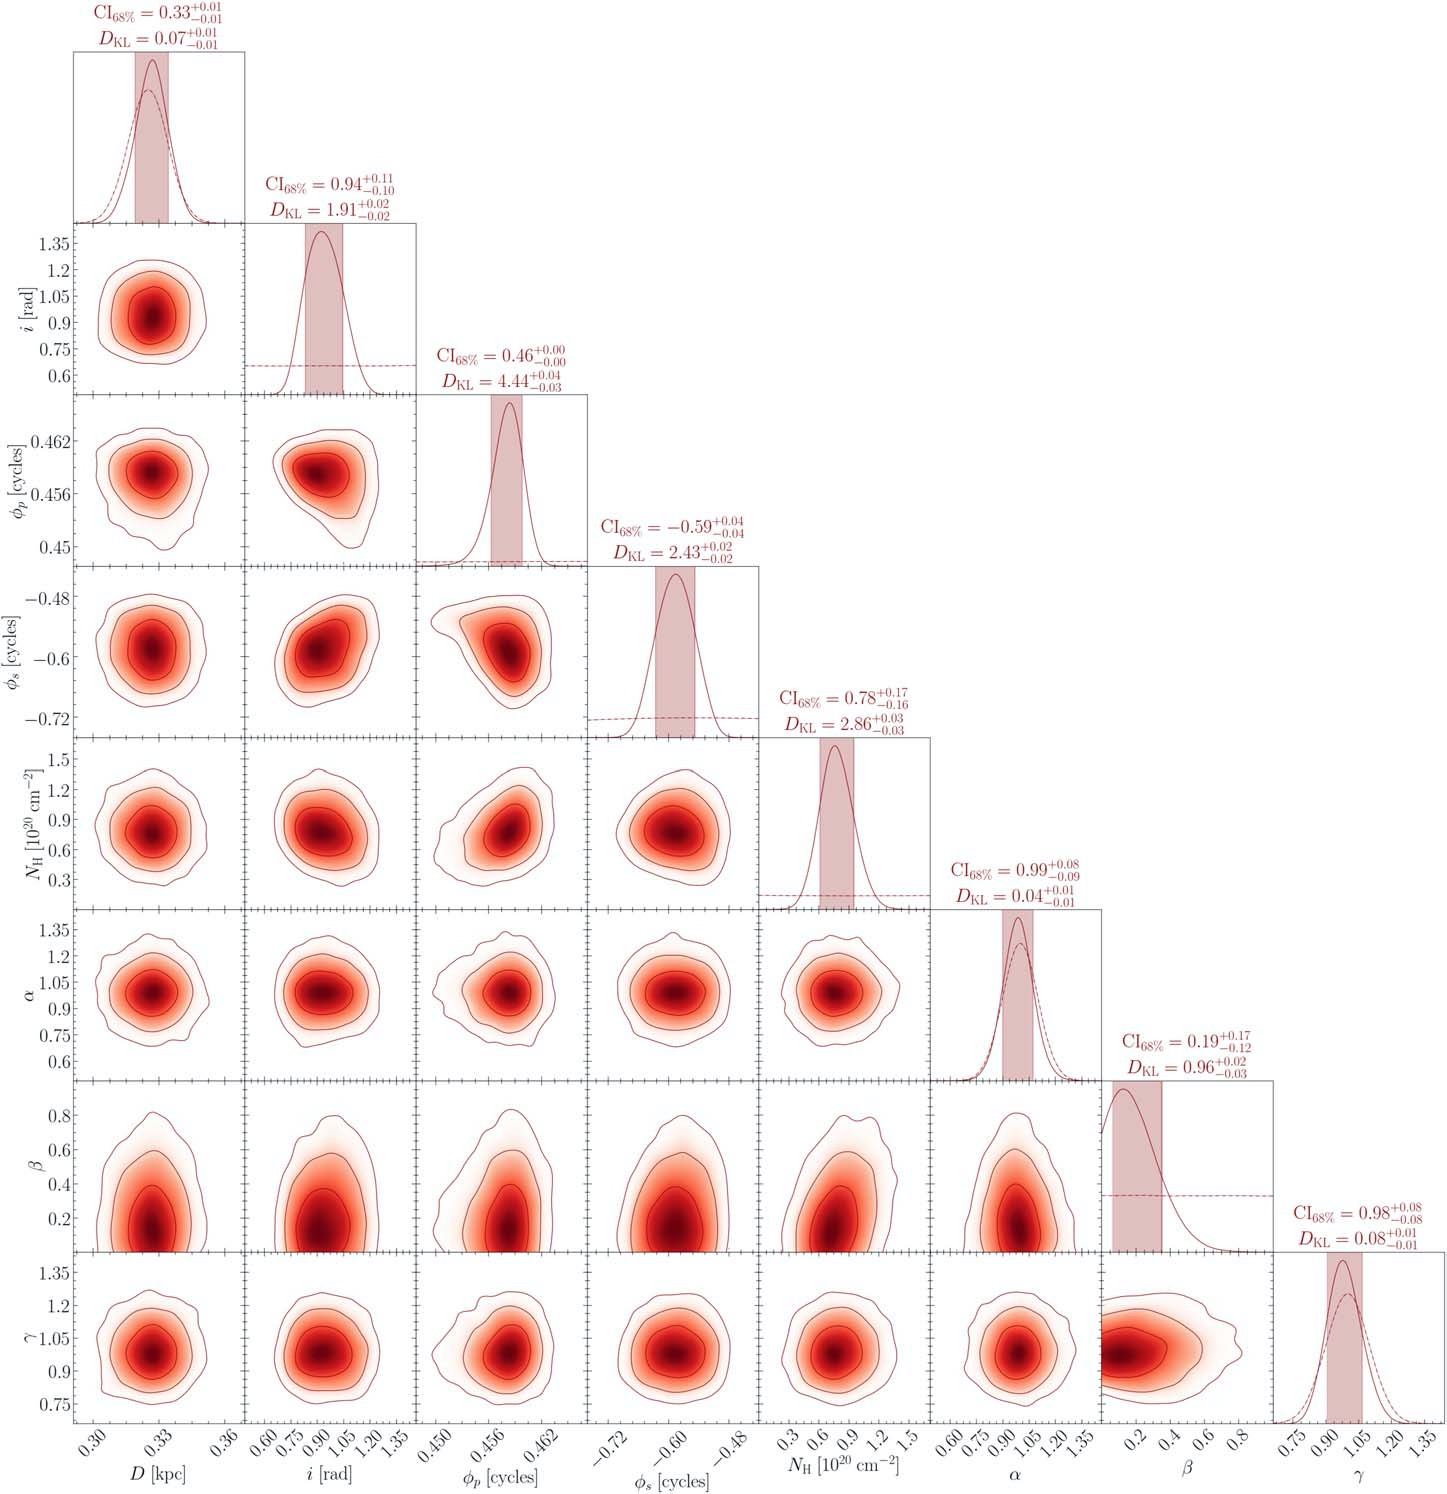 CI68% = 0.33+0.01−0.01
DKL = 0.07+0.01−0.01
CI68% = 0.94+0.11−0.10
DKL = 1.91+0.02−0.02
1.35
1.2
1.05
0.9
0.75
0.6
i [rad]
CI68% = 0.46+0.00−0.00
DKL = 4.44+0.04−0.03
0.462
0.456
0.45
ϕp [cycles]
CI68% = −0.59+0.04−0.04
DKL = 2.43+0.02−0.02
−0.48
−0.6
−0.72
ϕs [cycles]
CI68% = 0.78+0.17−0.16
DKL = 2.86+0.03−0.03
1.5
1.2
0.9
0.6
0.3
NH [10^20 cm^−2]
CI68% = 0.99+0.08−0.09
DKL = 0.04+0.01−0.01
1.35
1.2
1.05
0.9
0.75
0.6
α
CI68% = 0.19+0.17−0.12
DKL = 0.96+0.02−0.03
0.8
0.6
0.4
0.2
β
CI68% = 0.98+0.08−0.08
DKL = 0.08+0.01−0.01
1.35
1.2
1.05
0.9
0.75
γ
0.30 0.33 0.36 0.60 0.75 0.90 1.05 1.20 1.35 0.450 0.456 0.462 −0.72 −0.60 −0.48 0.3 0.6 0.9 1.2 1.5 0.60 0.75 0.90 1.05 1.20 1.35 0.2 0.4 0.6 0.8 0.75 0.90 1.05 1.20 1.35
D [kpc] i [rad] ϕp [cycles] ϕs [cycles] NH [10^20 cm^−2] α β γ